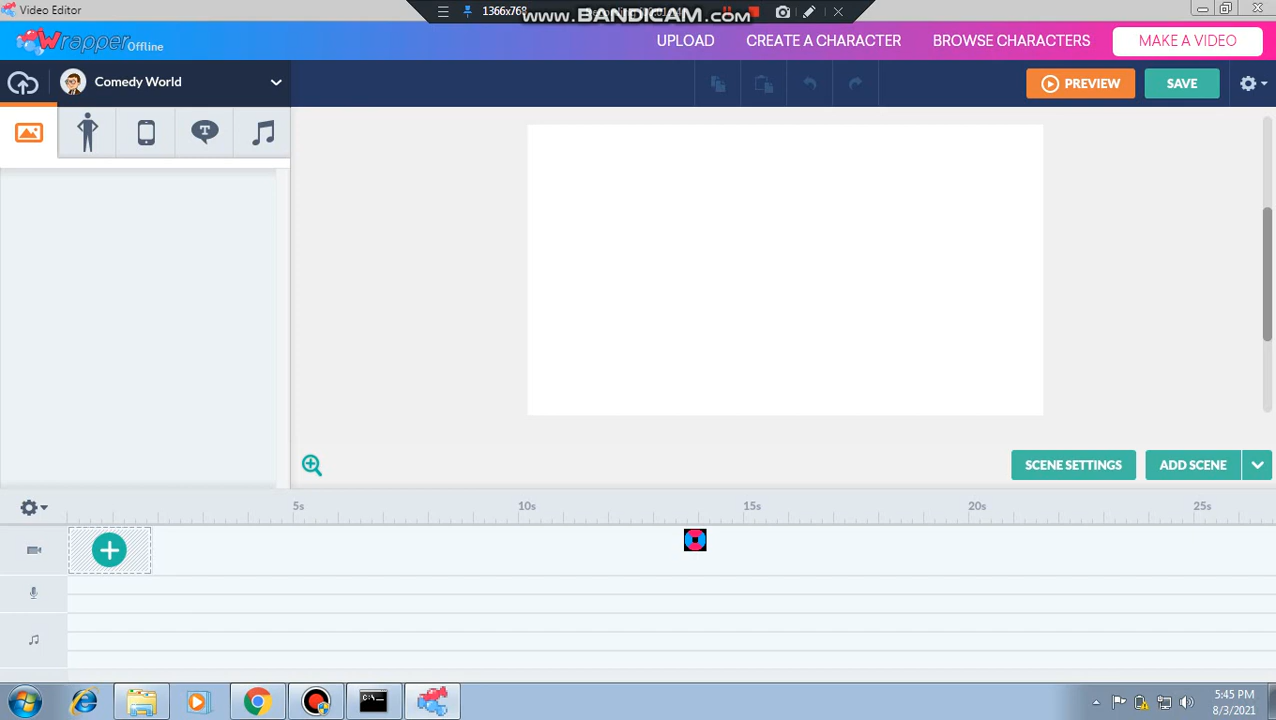 Video Editor
1366x768
www.BANDICAM.com
Wrapper Offline
UPLOAD
CREATE A CHARACTER
BROWSE CHARACTERS
MAKE A VIDEO
Comedy World
PREVIEW
SAVE
T
SCENE SETTINGS
ADD SCENE
5s
10s
15s
20s
25s
C:\_
5:45 PM
8/3/2021